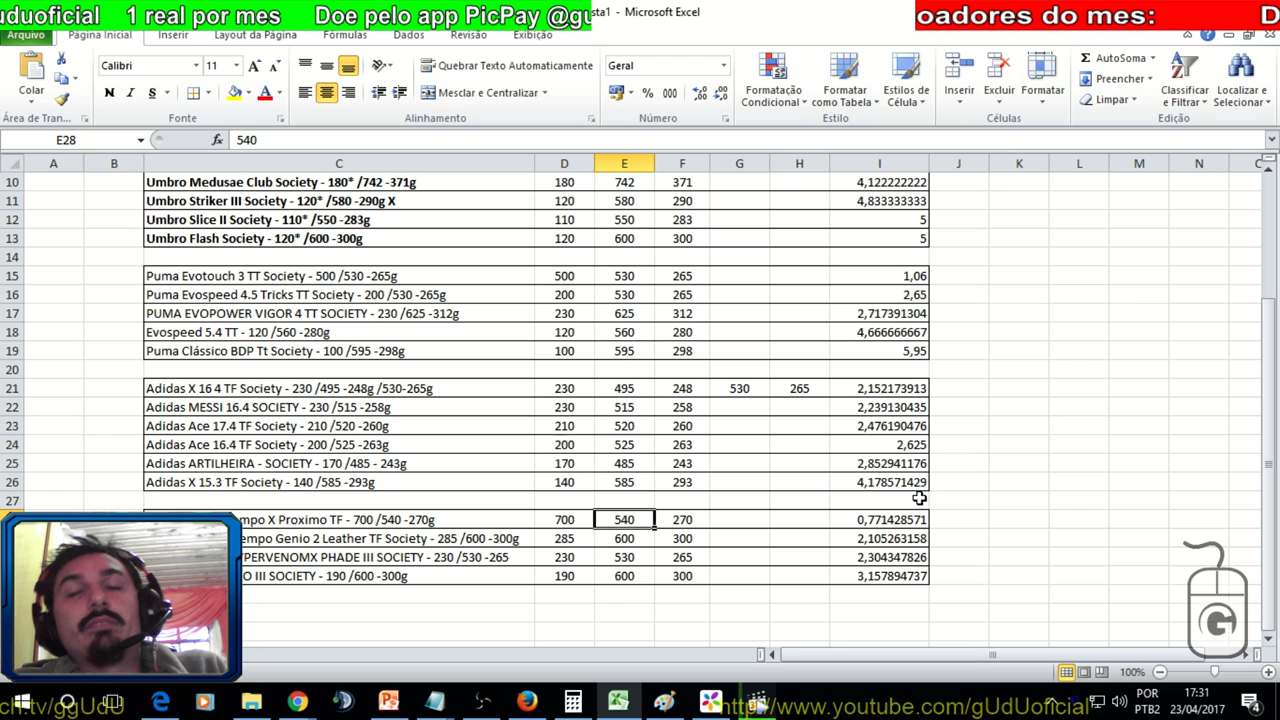 uDuoficial 1 real por mes Doe pelo app PicPay @gu
sta1 - Microsoft Excel
oadores do mes: D
Arquivo Página Inicial Inserir Layout da Página Fórmulas Dados Revisão Exibição
Colar
Calibri 11
N I S
Quebrar Texto Automaticamente
Mesclar e Centralizar
Geral
% 000
Formatação Condicional
Formatar como Tabela
Estilos de Célula
Inserir Excluir Formatar
AutoSoma
Preencher
Limpar
Classificar e Filtrar
Localizar e Selecionar
Área de Tran... Fonte Alinhamento Número Estilo Células Edição
E28 fx 540
A B C D E F G H I J K L M N
10 Umbro Medusae Club Society - 180* /742 -371g 180 742 371 4,122222222
11 Umbro Striker III Society - 120* /580 -290g X 120 580 290 4,833333333
12 Umbro Slice II Society - 110* /550 -283g 110 550 283 5
13 Umbro Flash Society - 120* /600 -300g 120 600 300 5
14
15 Puma Evotouch 3 TT Society - 500 /530 -265g 500 530 265 1,06
16 Puma Evospeed 4.5 Tricks TT Society - 200 /530 -265g 200 530 265 2,65
17 PUMA EVOPOWER VIGOR 4 TT SOCIETY - 230 /625 -312g 230 625 312 2,717391304
18 Evospeed 5.4 TT - 120 /560 -280g 120 560 280 4,666666667
19 Puma Clássico BDP Tt Society - 100 /595 -298g 100 595 298 5,95
20
21 Adidas X 16 4 TF Society - 230 /495 -248g /530-265g 230 495 248 530 265 2,152173913
22 Adidas MESSI 16.4 SOCIETY - 230 /515 -258g 230 515 258 2,239130435
23 Adidas Ace 17.4 TF Society - 210 /520 -260g 210 520 260 2,476190476
24 Adidas Ace 16.4 TF Society - 200 /525 -263g 200 525 263 2,625
25 Adidas ARTILHEIRA - SOCIETY - 170 /485 - 243g 170 485 243 2,852941176
26 Adidas X 15.3 TF Society - 140 /585 -293g 140 585 293 4,178571429
27
mpo X Proximo TF - 700 /540 -270g 700 540 270 0,771428571
empo Genio 2 Leather TF Society - 285 /600 -300g 285 600 300 2,105263158
YPERVENOMX PHADE III SOCIETY - 230 /530 -265 230 530 265 2,304347826
O III SOCIETY - 190 /600 -300g 190 600 300 3,157894737
G
100%
ch.tv/ggUdU
http://www.youtube.com/gUdUoficial
POR
PTB2
17:31
23/04/2017
4